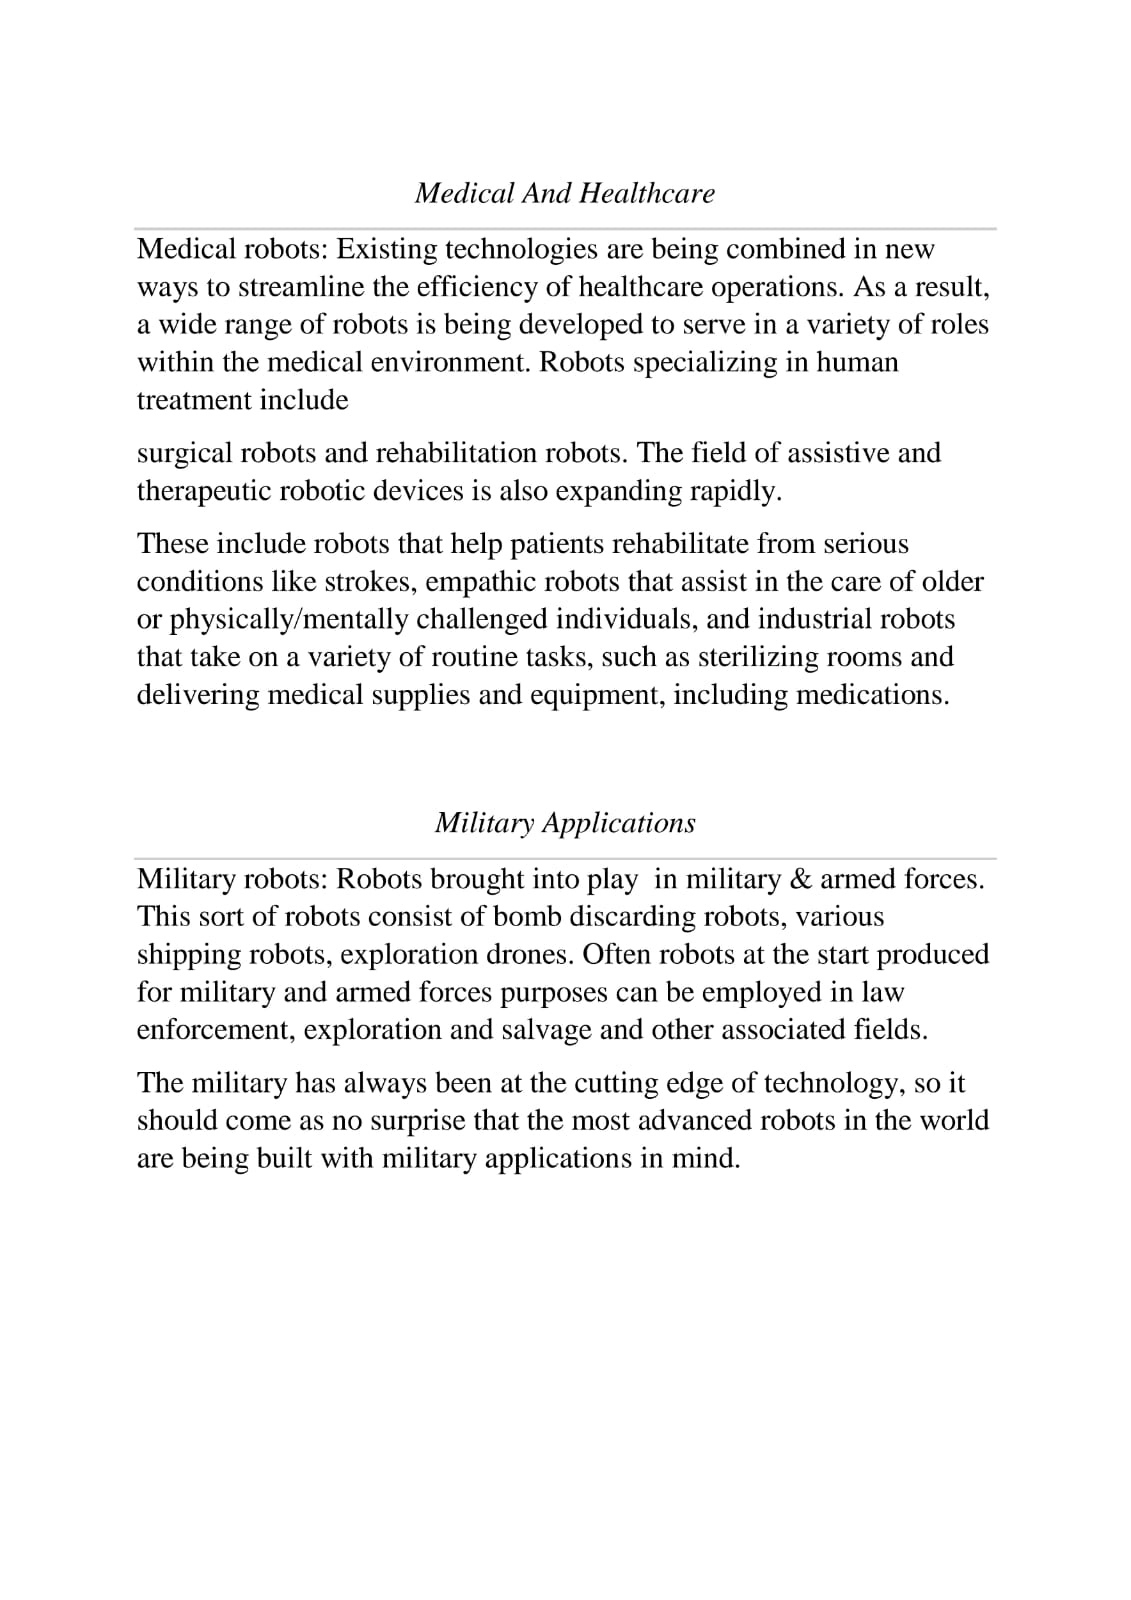 Medical And Healthcare
Medical robots: Existing technologies are being combined in new
ways to streamline the efficiency of healthcare operations. As a result,
a wide range of robots is being developed to serve in a variety of roles
within the medical environment. Robots specializing in human
treatment include
surgical robots and rehabilitation robots. The field of assistive and
therapeutic robotic devices is also expanding rapidly.
These include robots that help patients rehabilitate from serious
conditions like strokes, empathic robots that assist in the care of older
or physically/mentally challenged individuals, and industrial robots
that take on a variety of routine tasks, such as sterilizing rooms and
delivering medical supplies and equipment, including medications.
Military Applications
Military robots: Robots brought into play  in military & armed forces.
This sort of robots consist of bomb discarding robots, various
shipping robots, exploration drones. Often robots at the start produced
for military and armed forces purposes can be employed in law
enforcement, exploration and salvage and other associated fields.
The military has always been at the cutting edge of technology, so it
should come as no surprise that the most advanced robots in the world
are being built with military applications in mind.